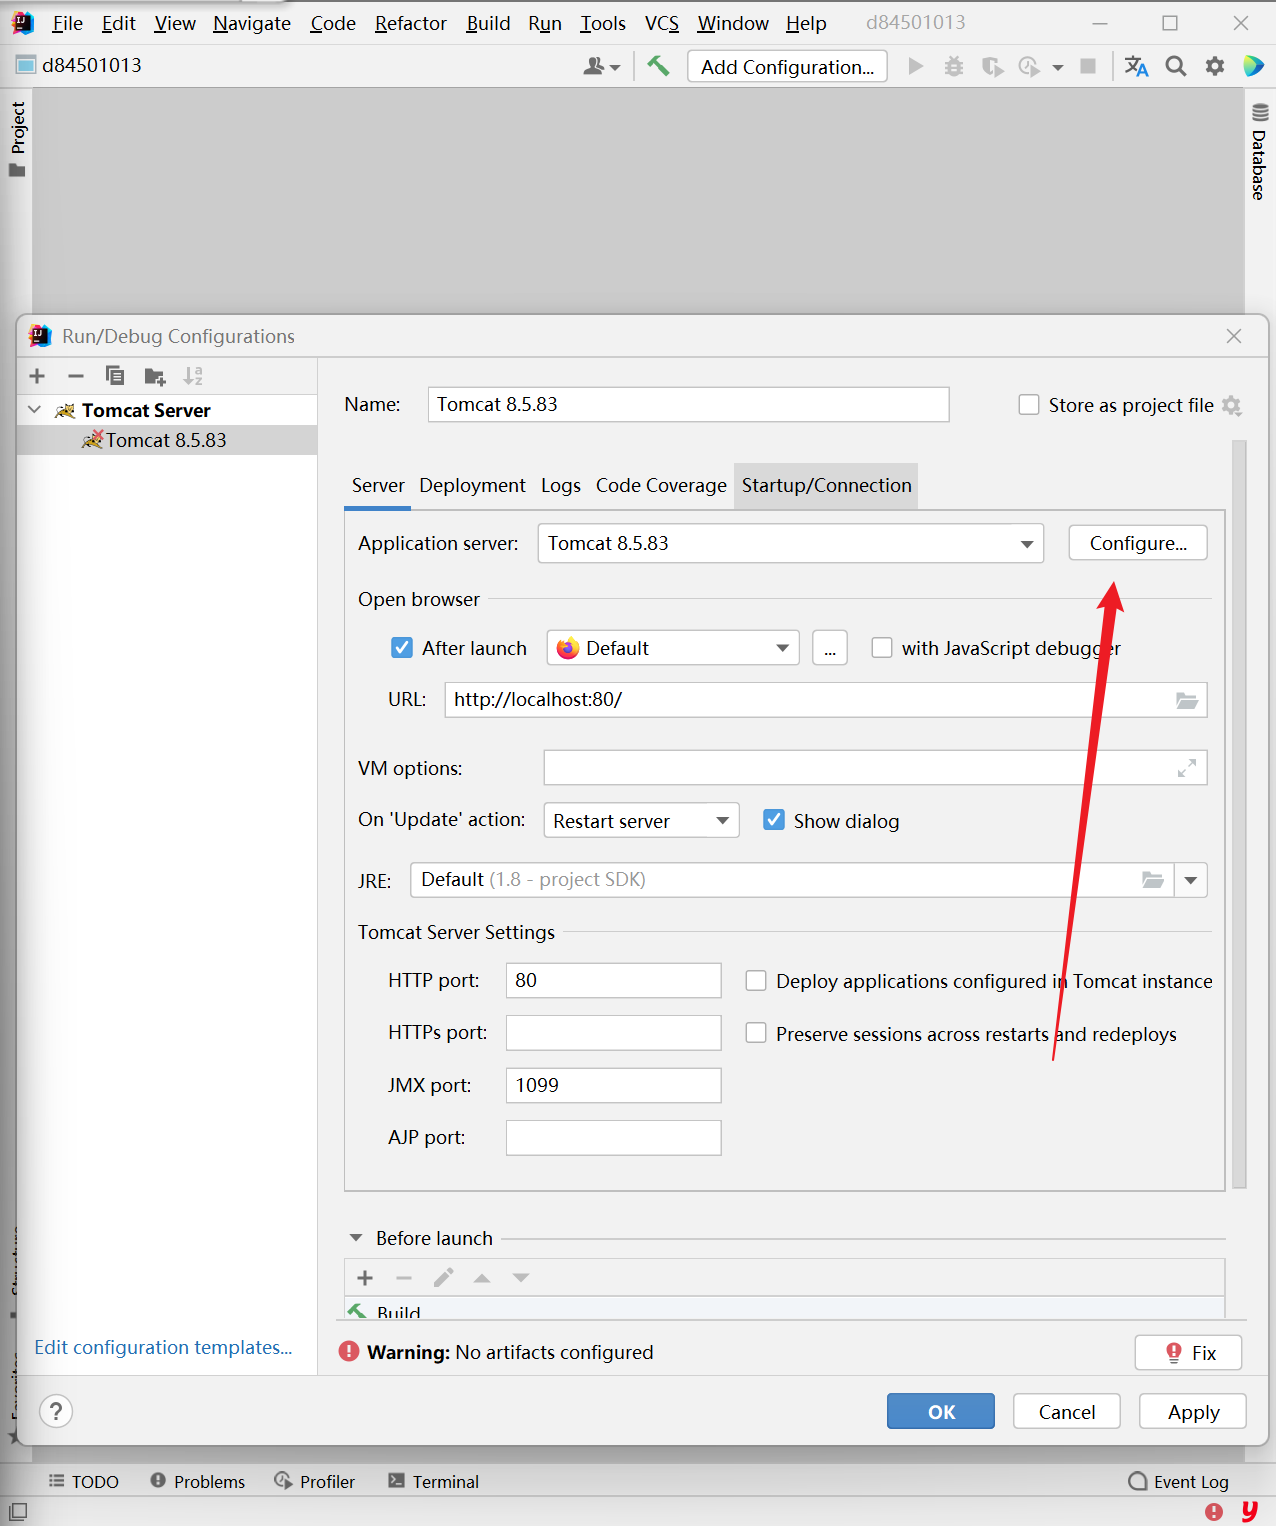 File Edit View Navigate Code Refactor Build Run Tools VCS Window Help d84501013
d84501013 Add Configuration...
Project
Database
Run/Debug Configurations
Tomcat Server
Tomcat 8.5.83
Name: Tomcat 8.5.83 Store as project file
Server Deployment Logs Code Coverage Startup/Connection
Application server: Tomcat 8.5.83 Configure...
Open browser
After launch Default ... with JavaScript debugger
URL: http://localhost:80/
VM options:
On 'Update' action: Restart server Show dialog
JRE: Default (1.8 - project SDK)
Tomcat Server Settings
HTTP port: 80 Deploy applications configured in Tomcat instance
HTTPs port: Preserve sessions across restarts and redeploys
JMX port: 1099
AJP port:
Before launch
Build
Edit configuration templates...
Warning: No artifacts configured Fix
? OK Cancel Apply
TODO Problems Profiler Terminal Event Log